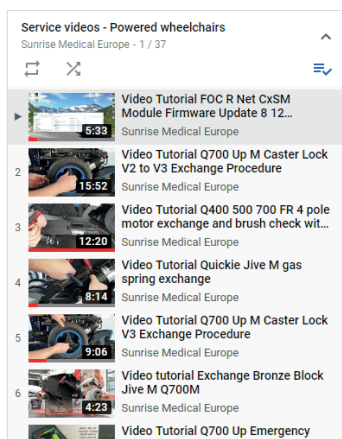 Service videos - Powered wheelchairs
Sunrise Medical Europe - 1 / 37
Video Tutorial FOC R Net CxSM
Module Firmware Update 8 12...
5:33
Sunrise Medical Europe
2
Video Tutorial Q700 Up M Caster Lock
V2 to V3 Exchange Procedure
15:52
Sunrise Medical Europe
3
Video Tutorial Q400 500 700 FR 4 pole
motor exchange and brush check wit...
12:20
Sunrise Medical Europe
4
Video Tutorial Quickie Jive M gas
spring exchange
8:14
Sunrise Medical Europe
5
Video Tutorial Q700 Up M Caster Lock
V3 Exchange Procedure
9:06
Sunrise Medical Europe
6
Video tutorial Exchange Bronze Block
Jive M Q700M
4:23
Sunrise Medical Europe
Video Tutorial Q700 Up Emergency